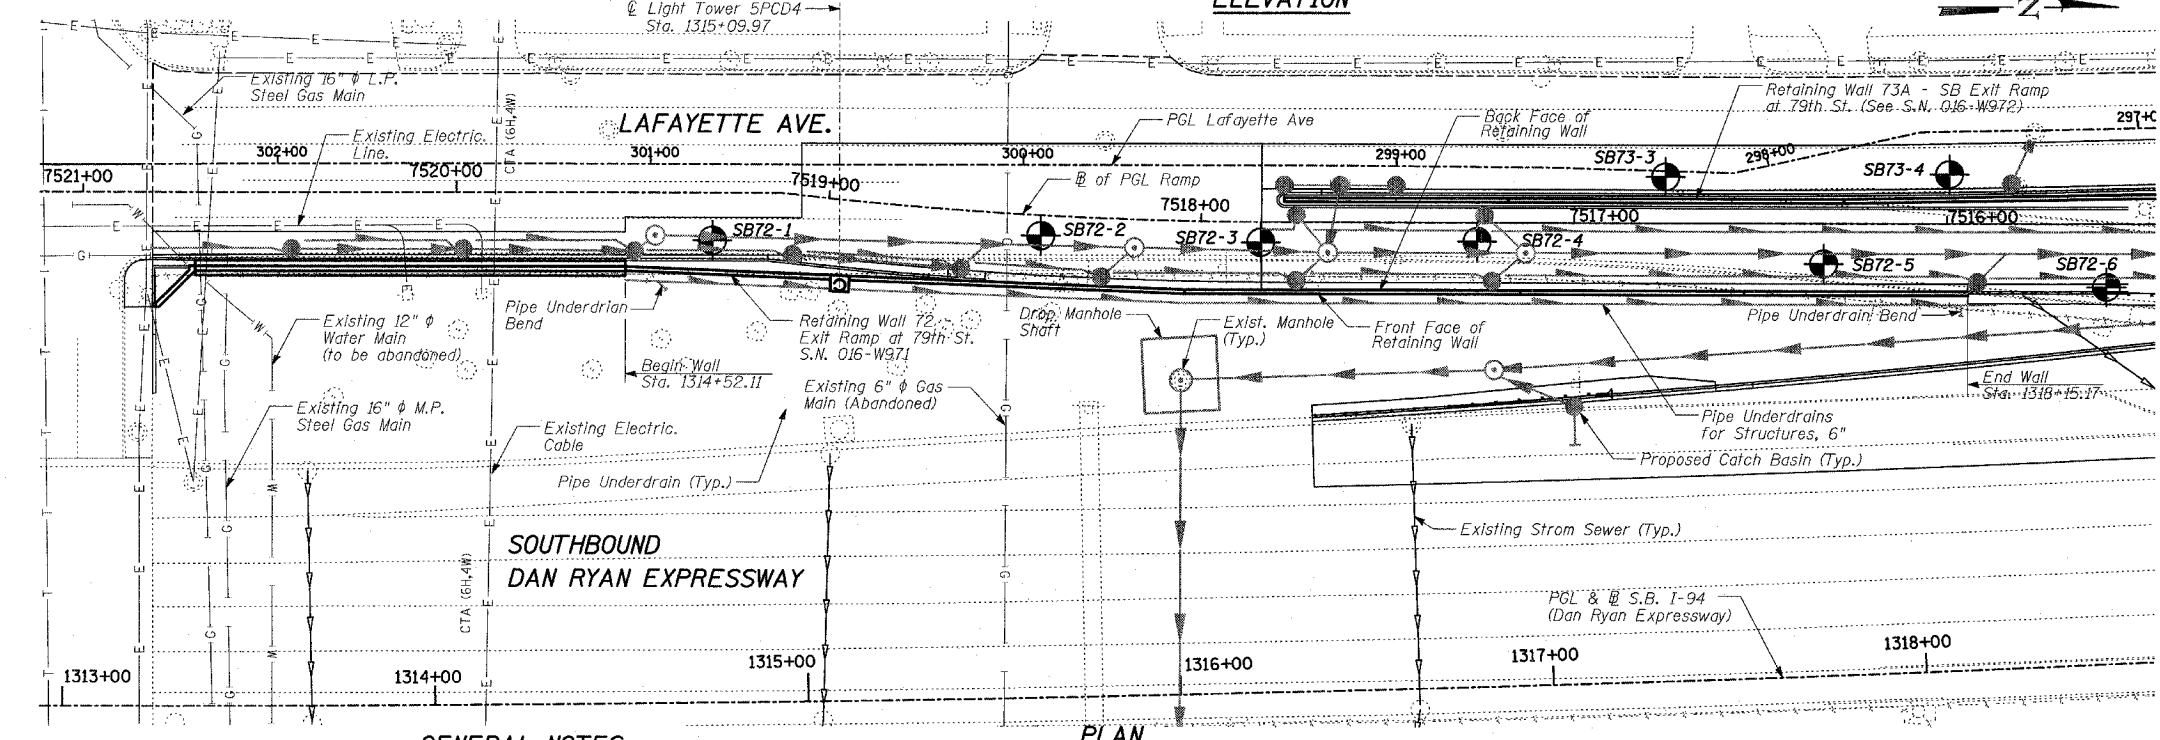 ELEVATION
℄ Light Tower 5PCD4
Sta. 1315+09.97
N
Existing 16" ϕ L.P.
Steel Gas Main
Existing Electric.
Line.
CTA (6H,4W)
LAFAYETTE AVE.
PGL Lafayette Ave
Back Face of
Retaining Wall
Retaining Wall 73A - SB Exit Ramp
at 79th St. (See S.N. 016-W972)
302+00
301+00
300+00
299+00
298+00
7521+00
7520+00
7519+00
7518+00
7517+00
7516+00
BL of PGL Ramp
SB73-3
SB73-4
SB72-1
SB72-2
SB72-3
SB72-4
SB72-5
SB72-6
Existing 12" ϕ
Water Main
(to be abandoned)
Pipe Underdrian
Bend
Retaining Wall 72
Exit Ramp at 79th St.
S.N. 016-W971
Drop Manhole
Shaft
Exist. Manhole
(Typ.)
Front Face of
Retaining Wall
Pipe Underdrain Bend
Begin Wall
Sta. 1314+52.11
Existing 6" ϕ Gas
Main (Abandoned)
End Wall
Sta. 1318+15.17
Existing 16" ϕ M.P.
Steel Gas Main
Existing Electric.
Cable
Pipe Underdrain (Typ.)
Pipe Underdrains
for Structures, 6"
Proposed Catch Basin (Typ.)
Existing Strom Sewer (Typ.)
SOUTHBOUND
DAN RYAN EXPRESSWAY
CTA (6H,4W)
PGL & BL S.B. I-94
(Dan Ryan Expressway)
1313+00
1314+00
1315+00
1316+00
1317+00
1318+00
GENERAL NOTES
PLAN